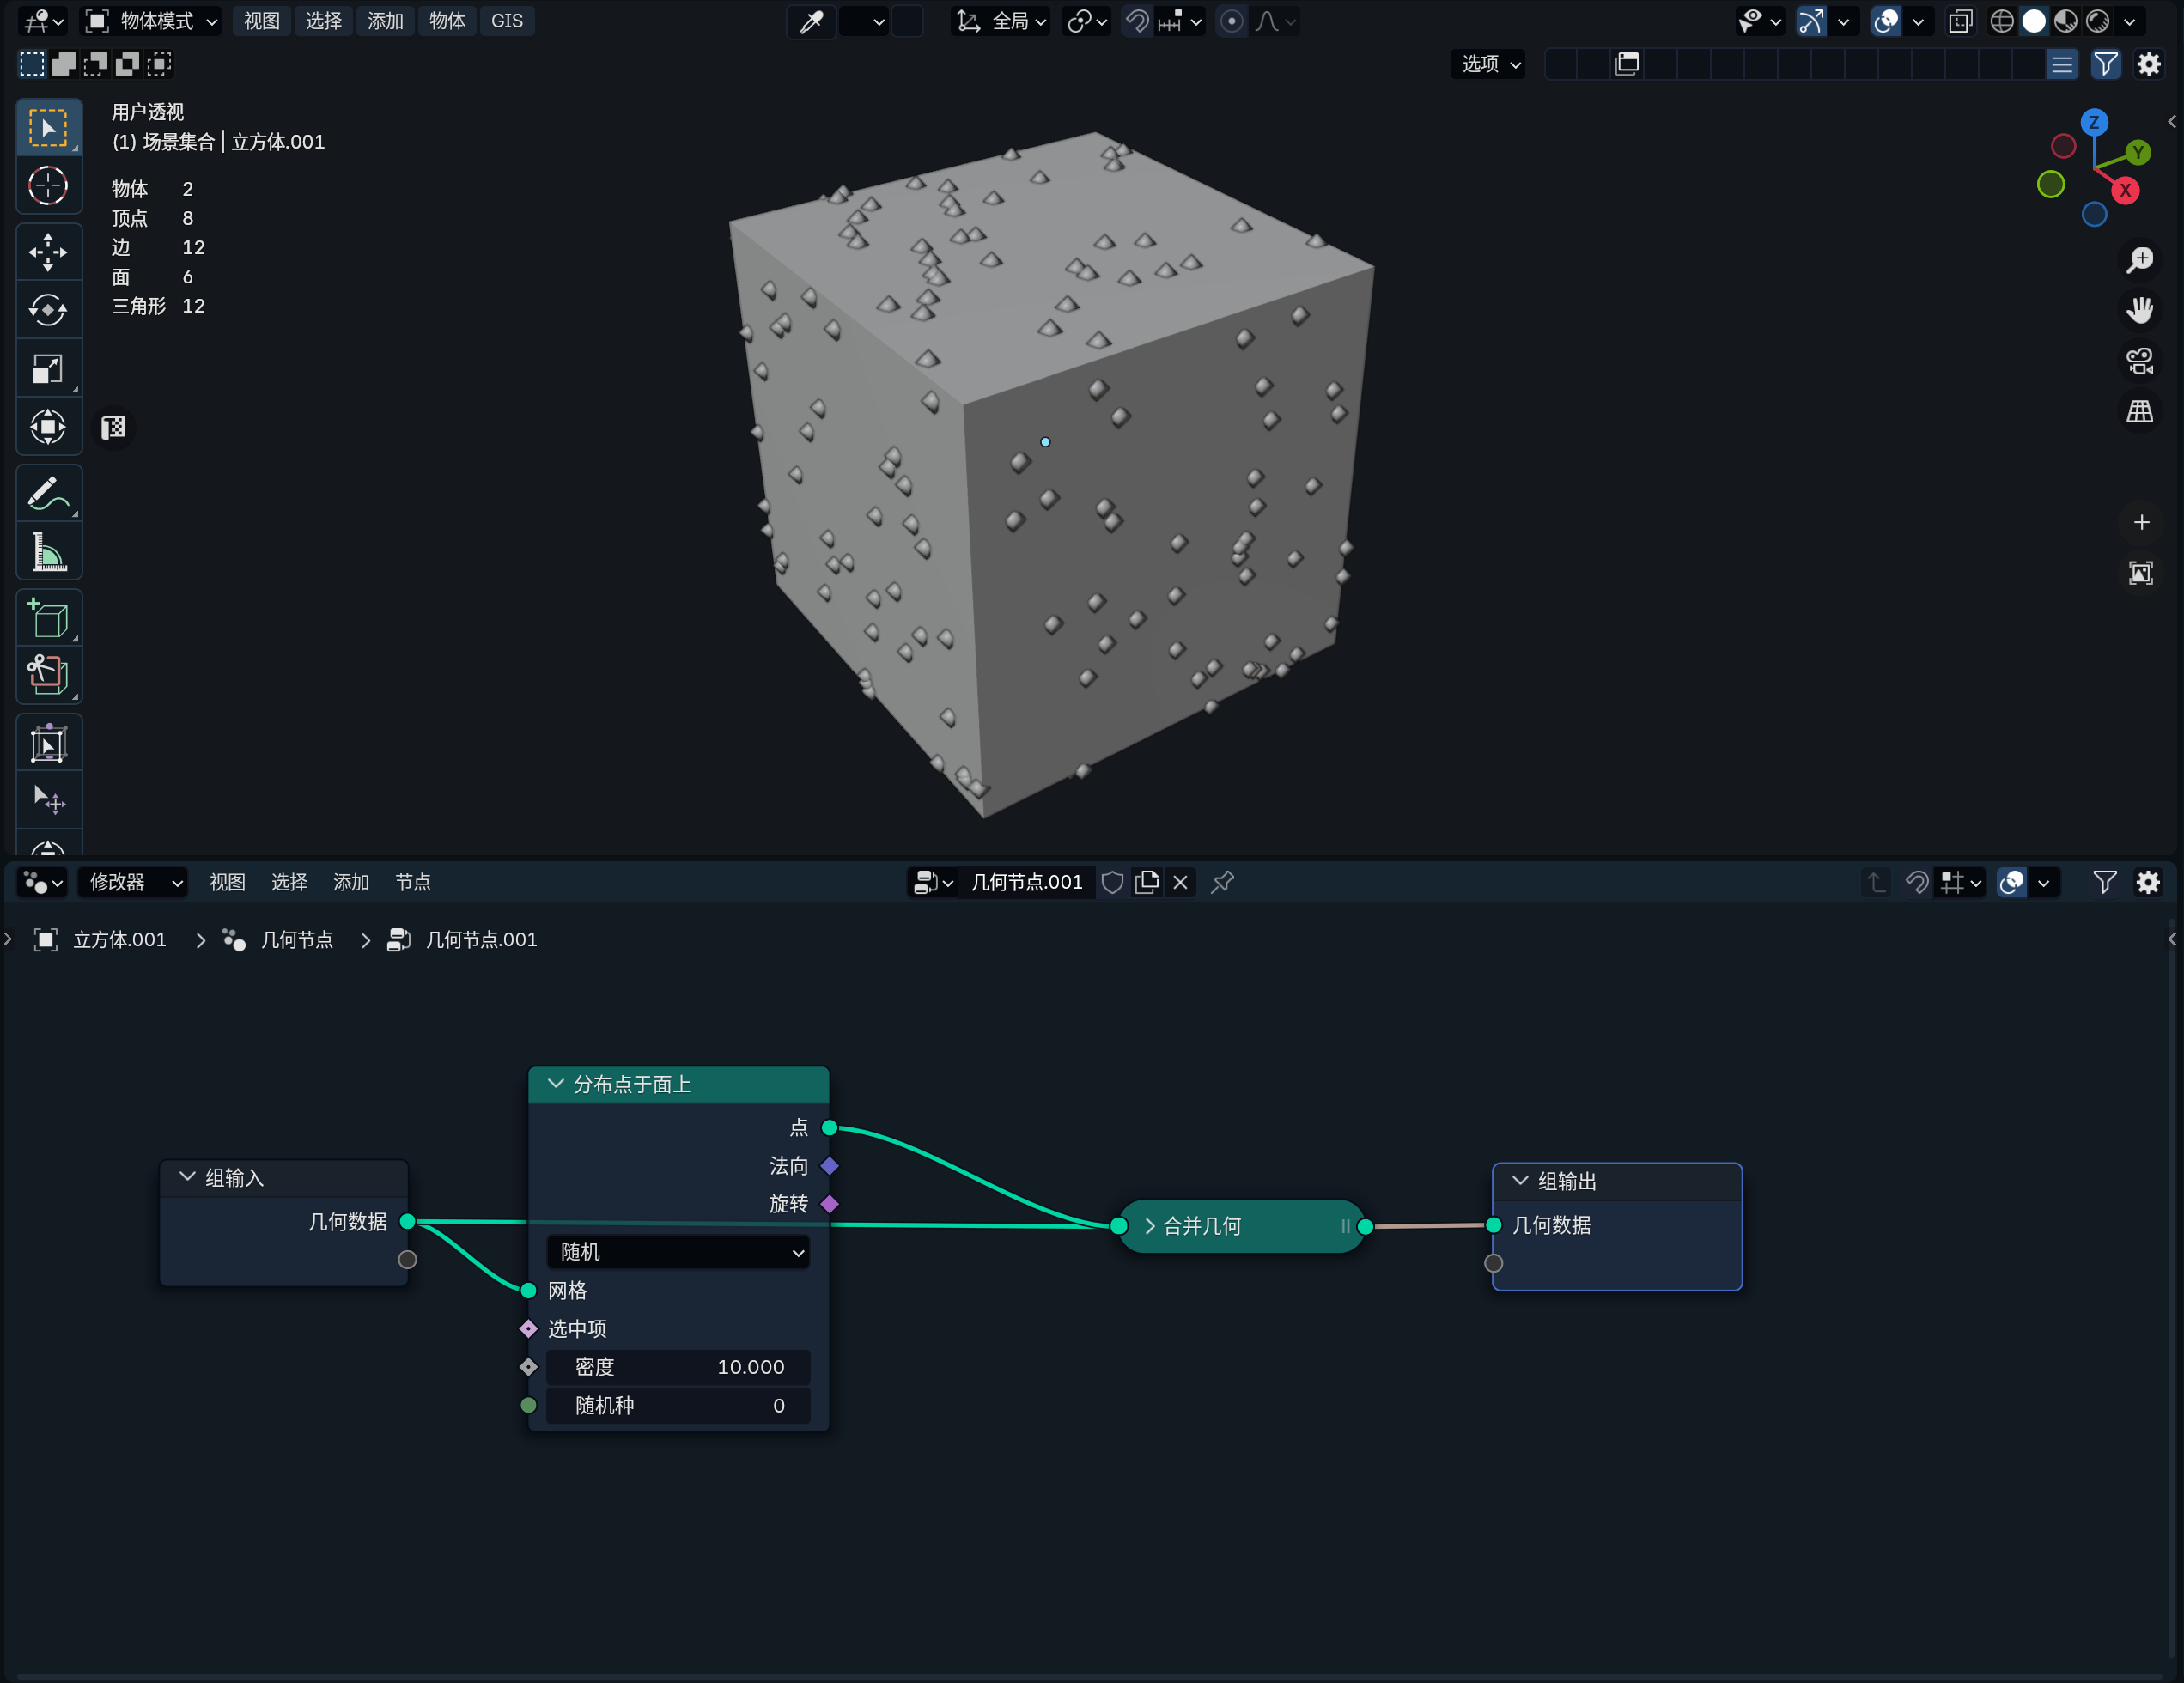 物体模式 视图 选择 添加 物体 GIS 全局
选项
用户透视
(1) 场景集合 | 立方体.001
物体 2
顶点 8
边 12
面 6
三角形 12
Z
Y
X
修改器 视图 选择 添加 节点 几何节点.001
立方体.001 几何节点 几何节点.001
组输入
几何数据
分布点于面上
点
法向
旋转
随机
网格
选中项
密度 10.000
随机种 0
合并几何
组输出
几何数据